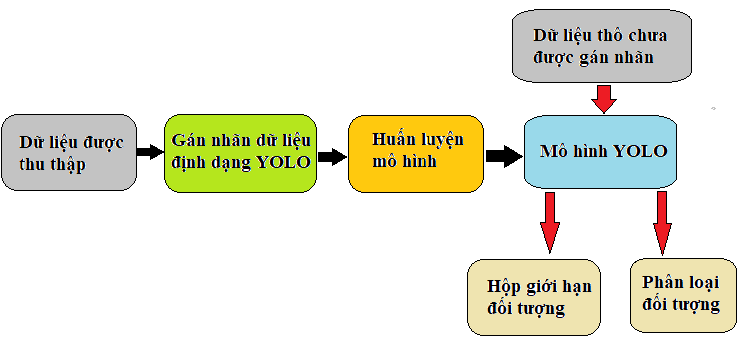 Dữ liệu thô chưa
được gán nhãn
Dữ liệu được
thu thập
Gán nhãn dữ liệu
định dạng YOLO
Huấn luyện
mô hình
Mô hình YOLO
Hộp giới hạn
đối tượng
Phân loại
đối tượng